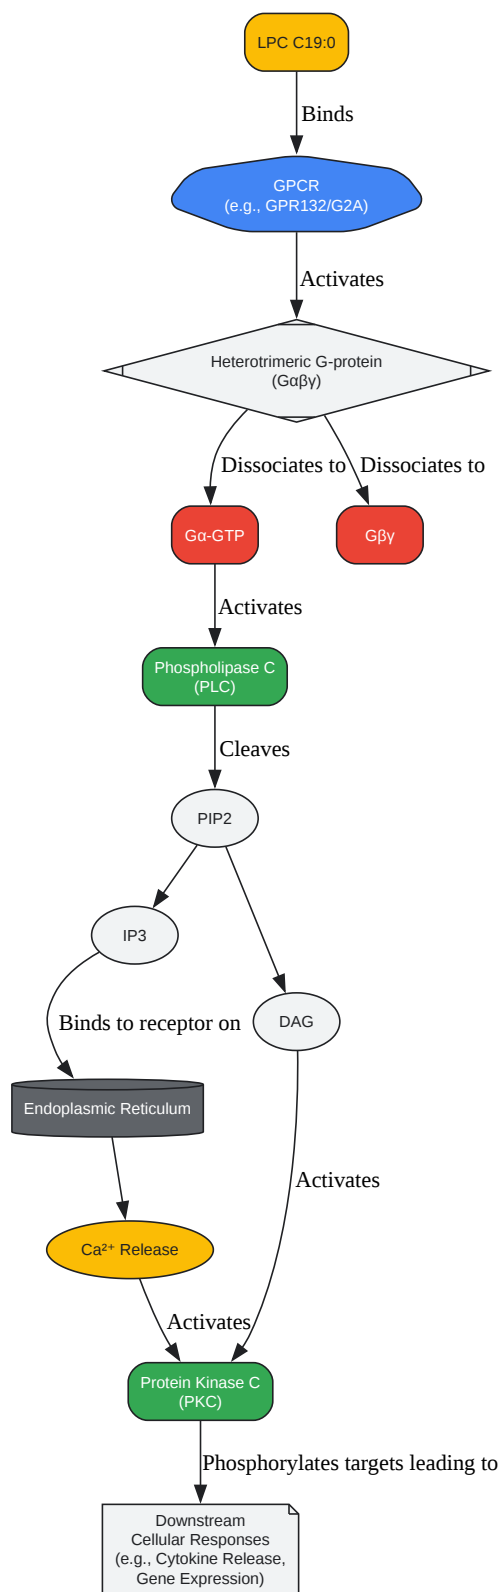 LPC C19:0
Binds
GPCR
(e.g., GPR132/G2A)
Activates
Heterotrimeric G-protein
(Gαβγ)
Dissociates to
Dissociates to
Gα-GTP
Gβγ
Activates
Phospholipase C
(PLC)
Cleaves
PIP2
IP3
DAG
Binds to receptor on
Endoplasmic Reticulum
Activates
Ca²⁺ Release
Activates
Protein Kinase C
(PKC)
Phosphorylates targets leading to
Downstream
Cellular Responses
(e.g., Cytokine Release,
Gene Expression)